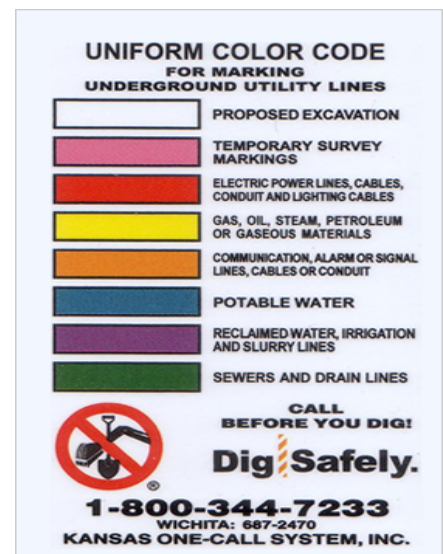 UNIFORM COLOR CODE
FOR MARKING
UNDERGROUND UTILITY LINES
PROPOSED EXCAVATION
TEMPORARY SURVEY
MARKINGS
ELECTRIC POWER LINES, CABLES,
CONDUIT AND LIGHTING CABLES
GAS, OIL, STEAM, PETROLEUM
OR GASEOUS MATERIALS
COMMUNICATION, ALARM OR SIGNAL
LINES, CABLES OR CONDUIT
POTABLE WATER
RECLAIMED WATER, IRRIGATION
AND SLURRY LINES
SEWERS AND DRAIN LINES
CALL
BEFORE YOU DIG!
Dig Safely.
®
1-800-344-7233
WICHITA: 687-2470
KANSAS ONE-CALL SYSTEM, INC.